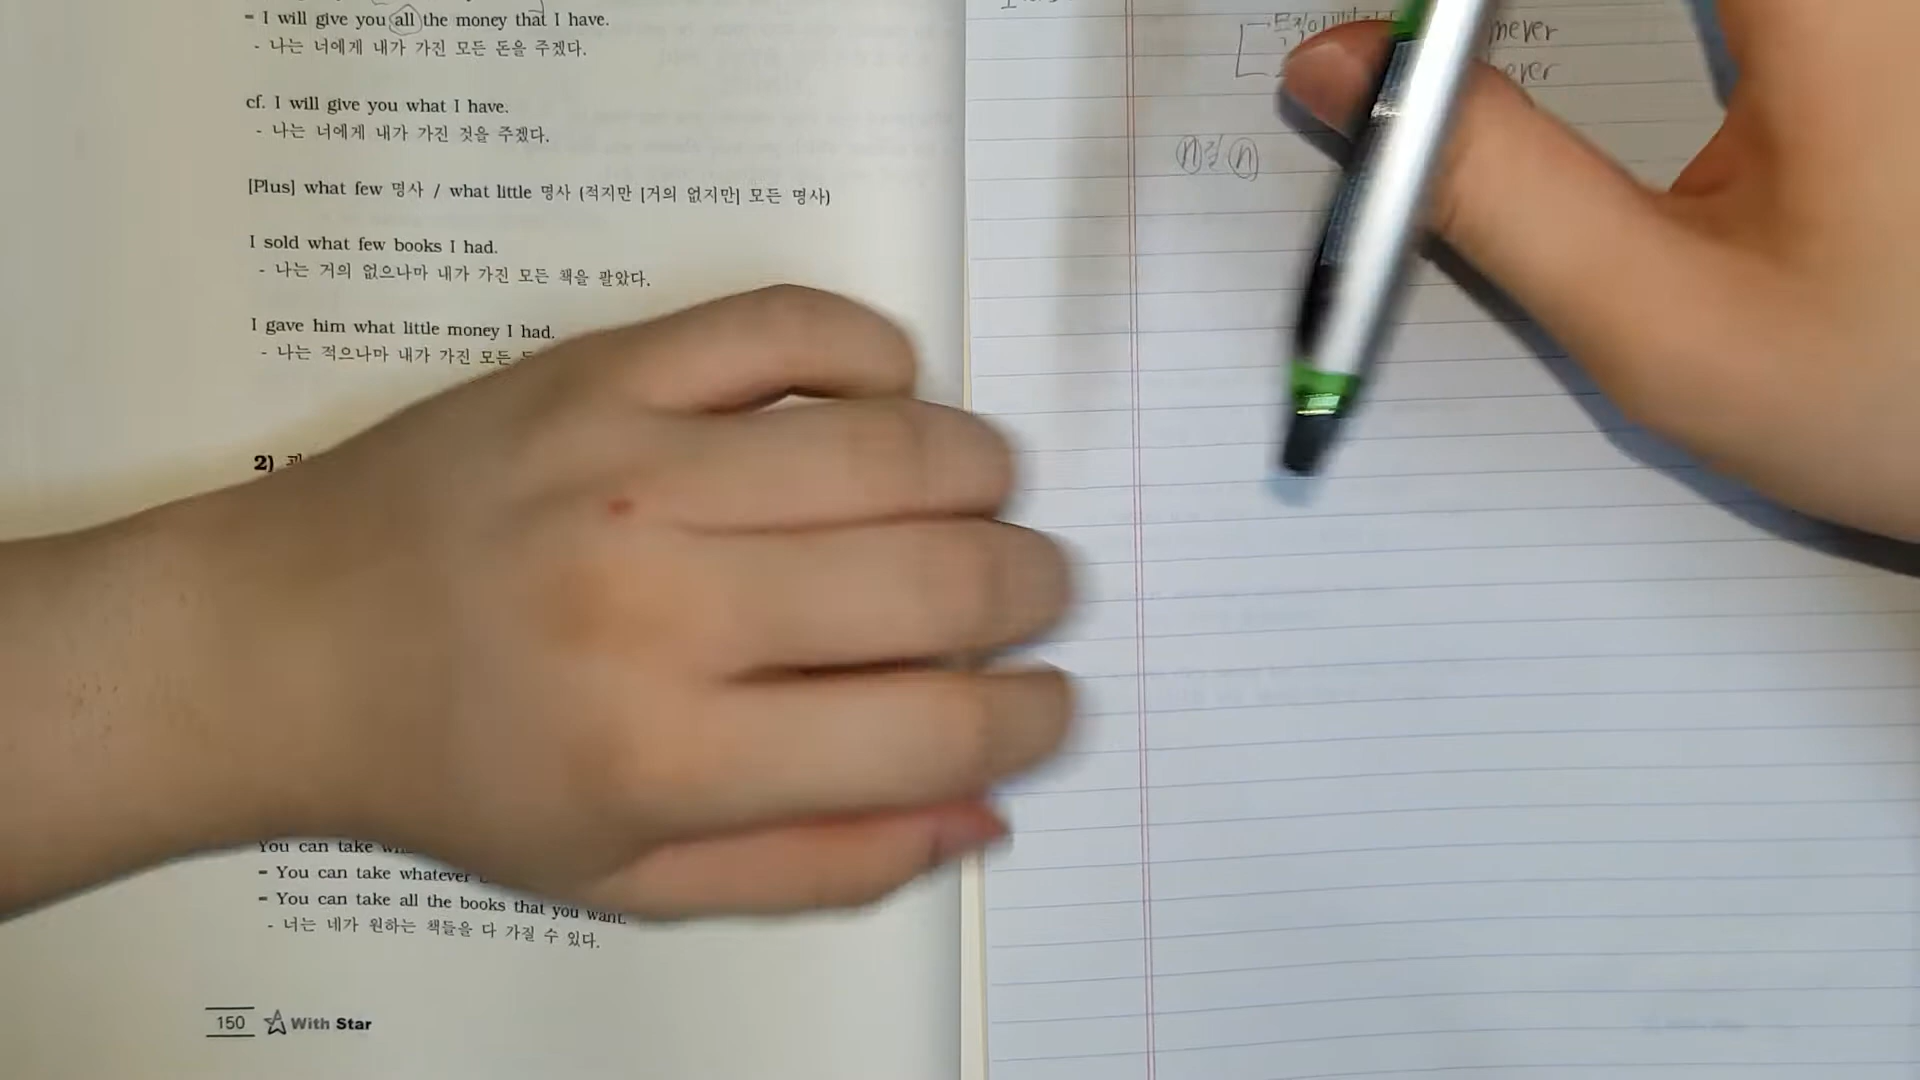 = I will give you all the money that I have.
- 나는 너에게 내가 가진 모든 돈을 주겠다.
cf. I will give you what I have.
- 나는 너에게 내가 가진 것을 주겠다.
[Plus] what few 명사 / what little 명사 (적지만 [거의 없지만] 모든 명사)
I sold what few books I had.
- 나는 거의 없으나마 내가 가진 모든 책을 팔았다.
I gave him what little money I had.
- 나는 적으나마 내가 가진 모든
2)
You can take
= You can take whatever
= You can take all the books that you want.
- 너는 네가 원하는 책들을 다 가질 수 있다.
150 With Star
mever
ever
n절 n